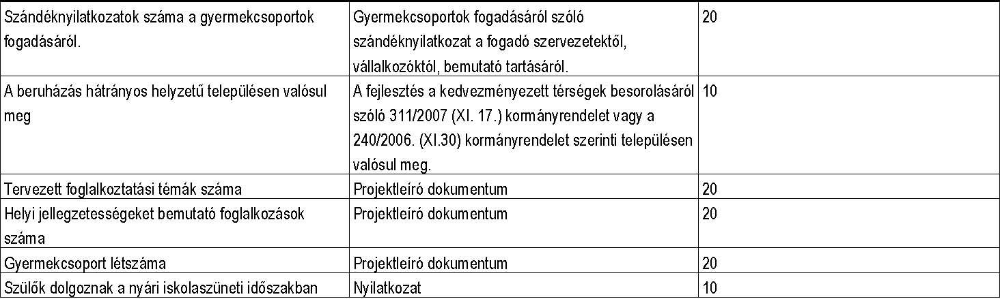 Szándéknyilatkozatok száma a gyermekcsoportok
fogadásáról.
Gyermekcsoportok fogadásáról szóló
szándéknyilatkozat a fogadó szervezetektől,
vállalkozóktól, bemutató tartásáról.
20
A beruházás hátrányos helyzetű településen valósul
meg
A fejlesztés a kedvezményezett térségek besorolásáról
szóló 311/2007 (XI. 17.) kormányrendelet vagy a
240/2006. (XI.30) kormányrendelet szerinti településen
valósul meg.
10
Tervezett foglalkoztatási témák száma
Projektleíró dokumentum
20
Helyi jellegzetességeket bemutató foglalkozások
száma
Projektleíró dokumentum
20
Gyermekcsoport létszáma
Projektleíró dokumentum
20
Szülők dolgoznak a nyári iskolaszüneti időszakban
Nyilatkozat
10